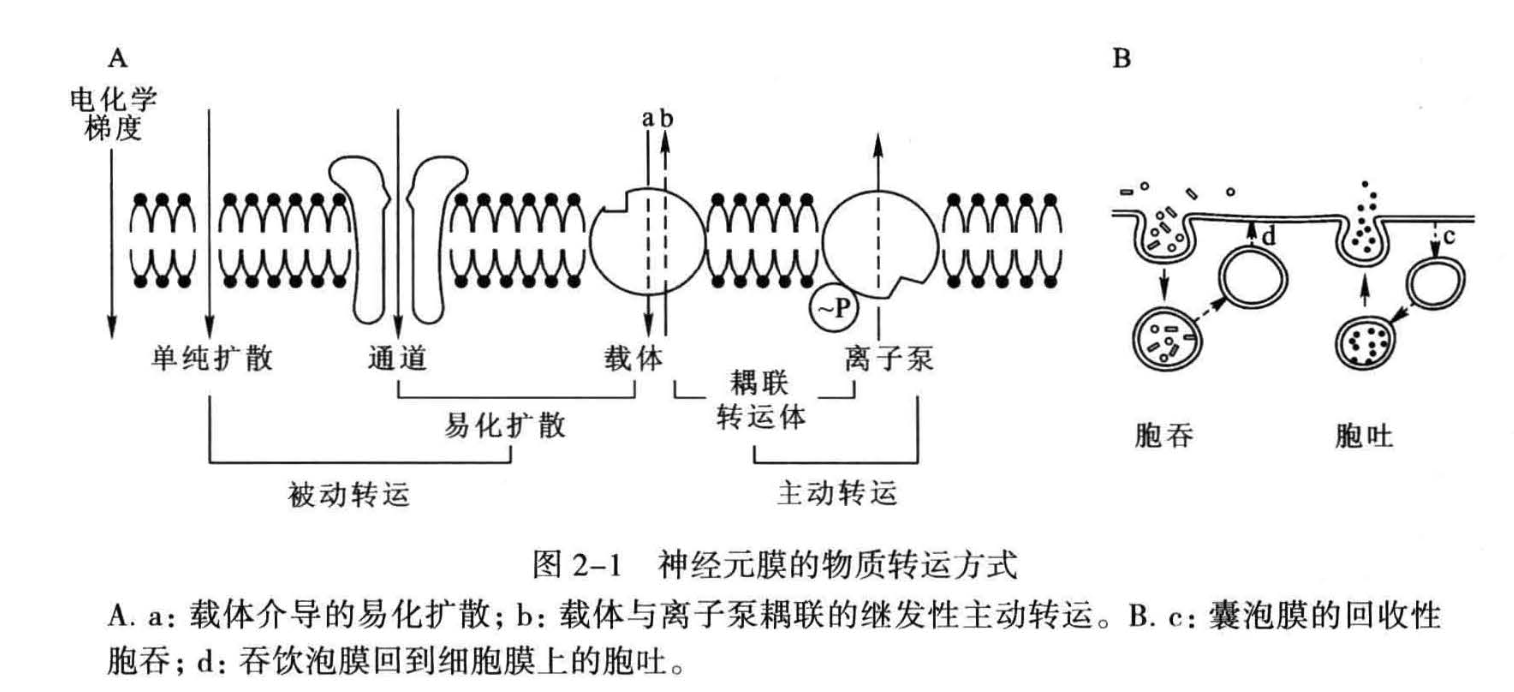 A
B
电化学
梯度
a b
d
c
~P
单纯扩散
通道
载体
离子泵
耦联
转运体
易化扩散
胞吞
胞吐
被动转运
主动转运
图 2-1 神经元膜的物质转运方式
A. a: 载体介导的易化扩散; b: 载体与离子泵耦联的继发性主动转运。B. c: 囊泡膜的回收性
胞吞; d: 吞饮泡膜回到细胞膜上的胞吐。